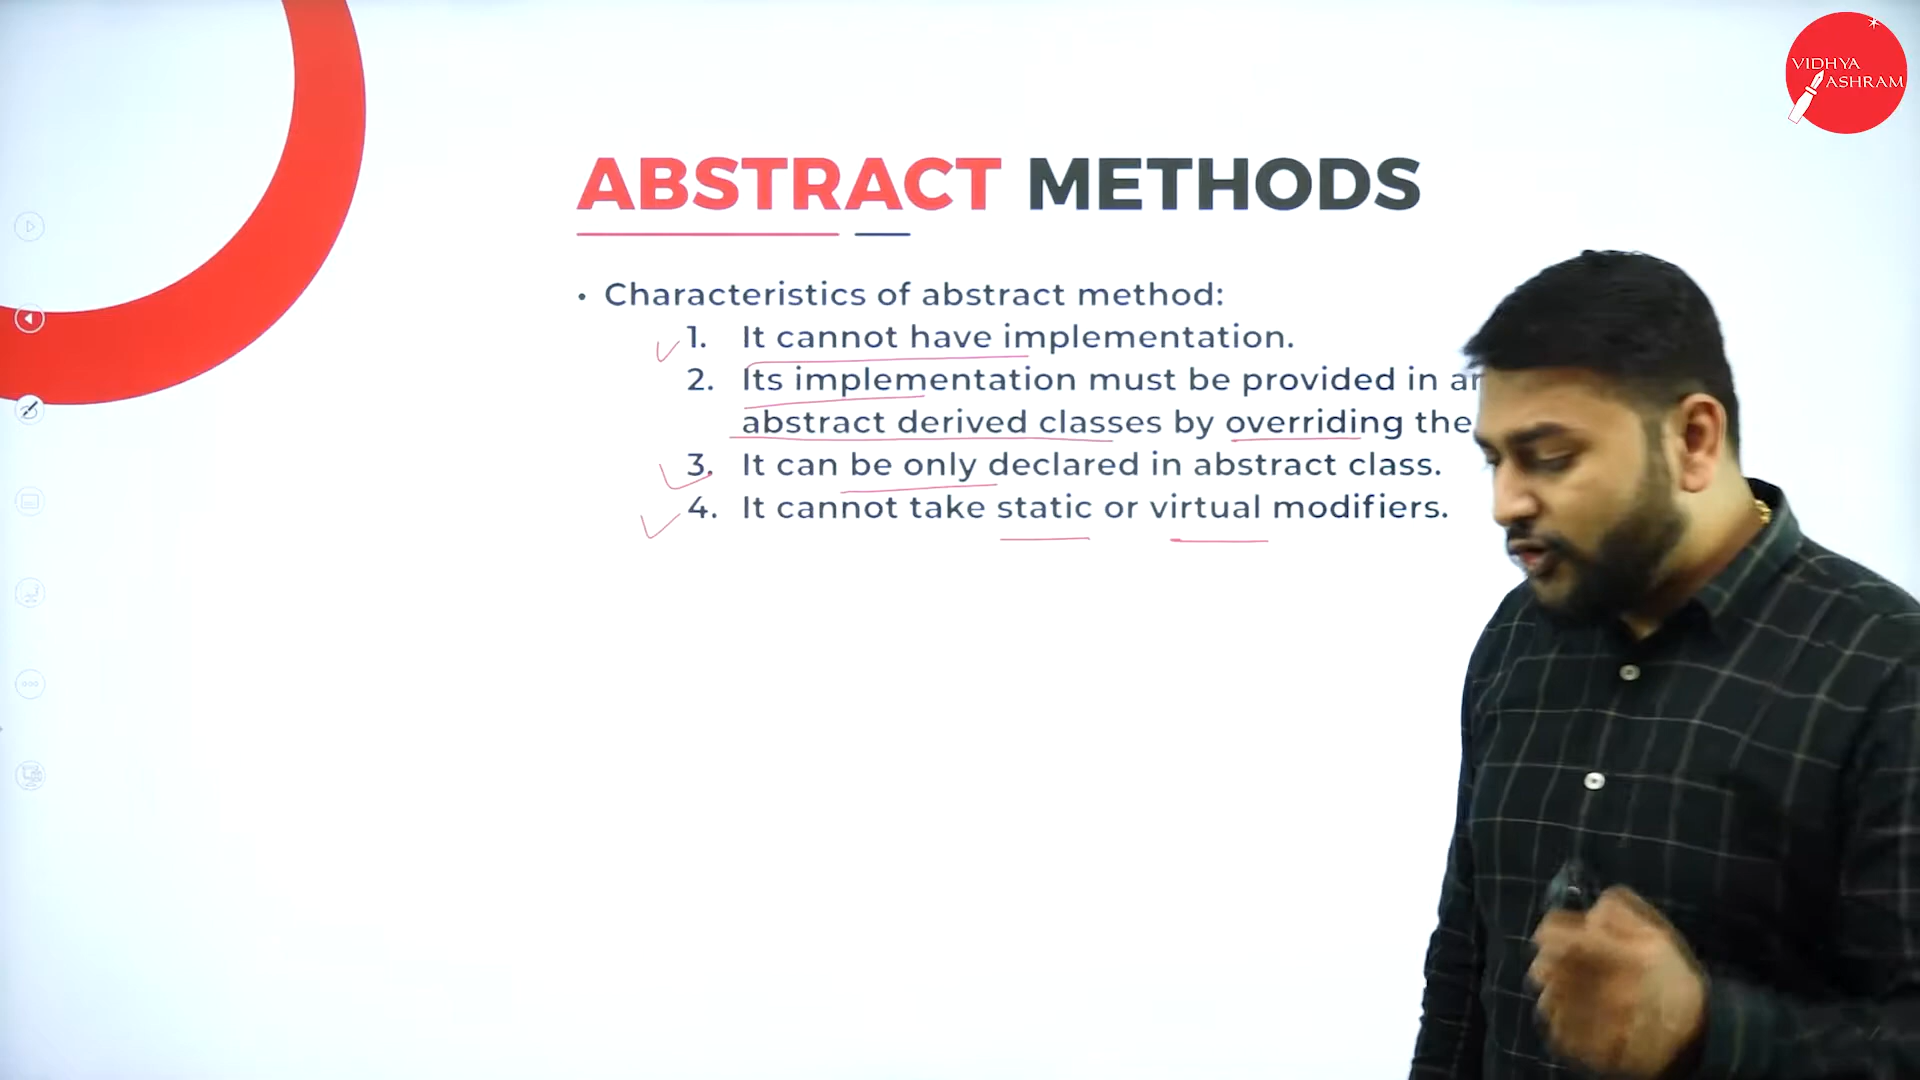 VIDHYA
ASHRAM
ABSTRACT METHODS
• Characteristics of abstract method:
1. It cannot have implementation.
2. Its implementation must be provided in
abstract derived classes by overriding the
3. It can be only declared in abstract class.
4. It cannot take static or virtual modifiers.